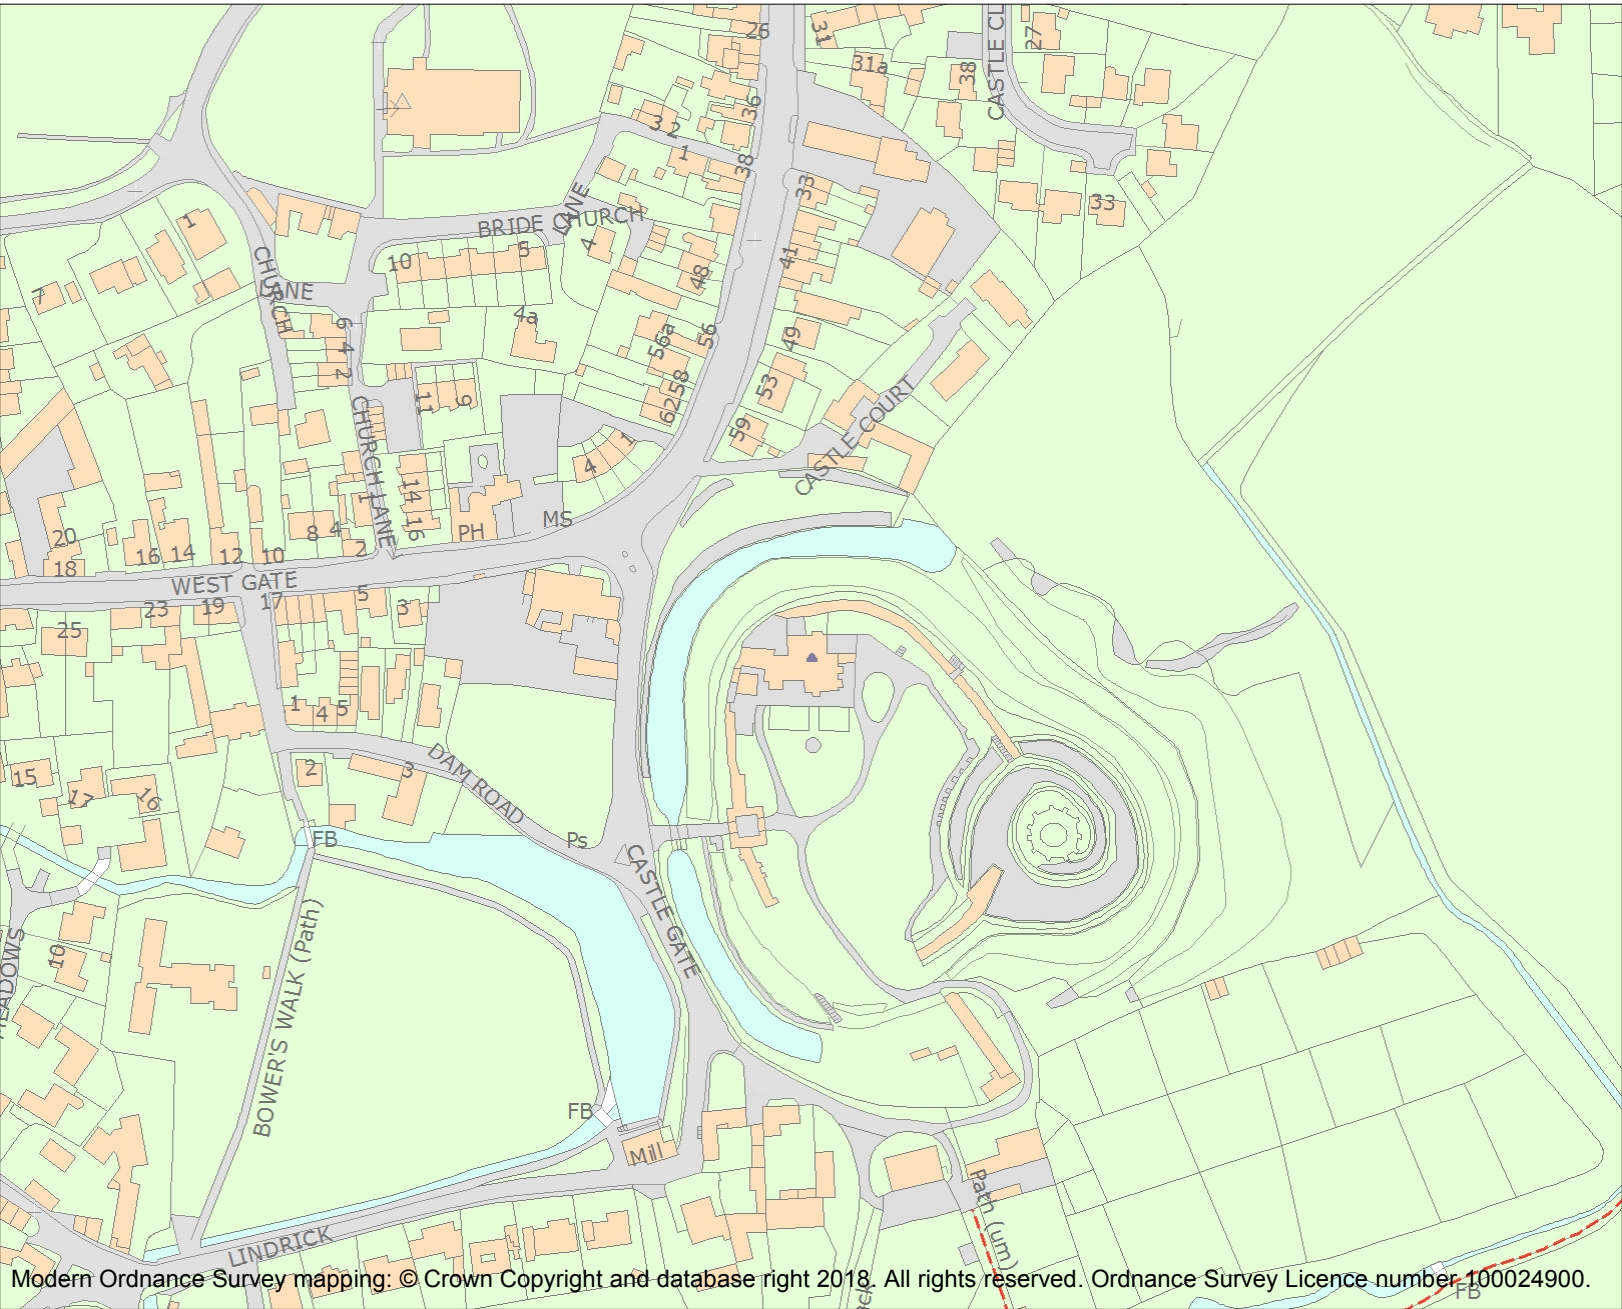 26
31
31a
27
38
CASTLE CL
36
3 2
1
38
33
33
1
CHURCH
LANE
BRIDE CHURCH
LANE
10
5
4
48
41
7
4a
56a
56
49
6
4
2
58
62
53
CASTLE COURT
11
9
59
CHURCH LANE
4
1
14
16
1
PH
MS
20
18
16
14
12
10
8
4
2
WEST GATE
25
23
19
17
5
3
1
4
5
15
17
16
2
3
DAM ROAD
Ps
FB
CASTLE GATE
10
BOWER'S WALK (Path)
FB
Mill
Path (um)
LINDRICK
FB
Modern Ordnance Survey mapping: © Crown Copyright and database right 2018. All rights reserved. Ordnance Survey Licence number 100024900.